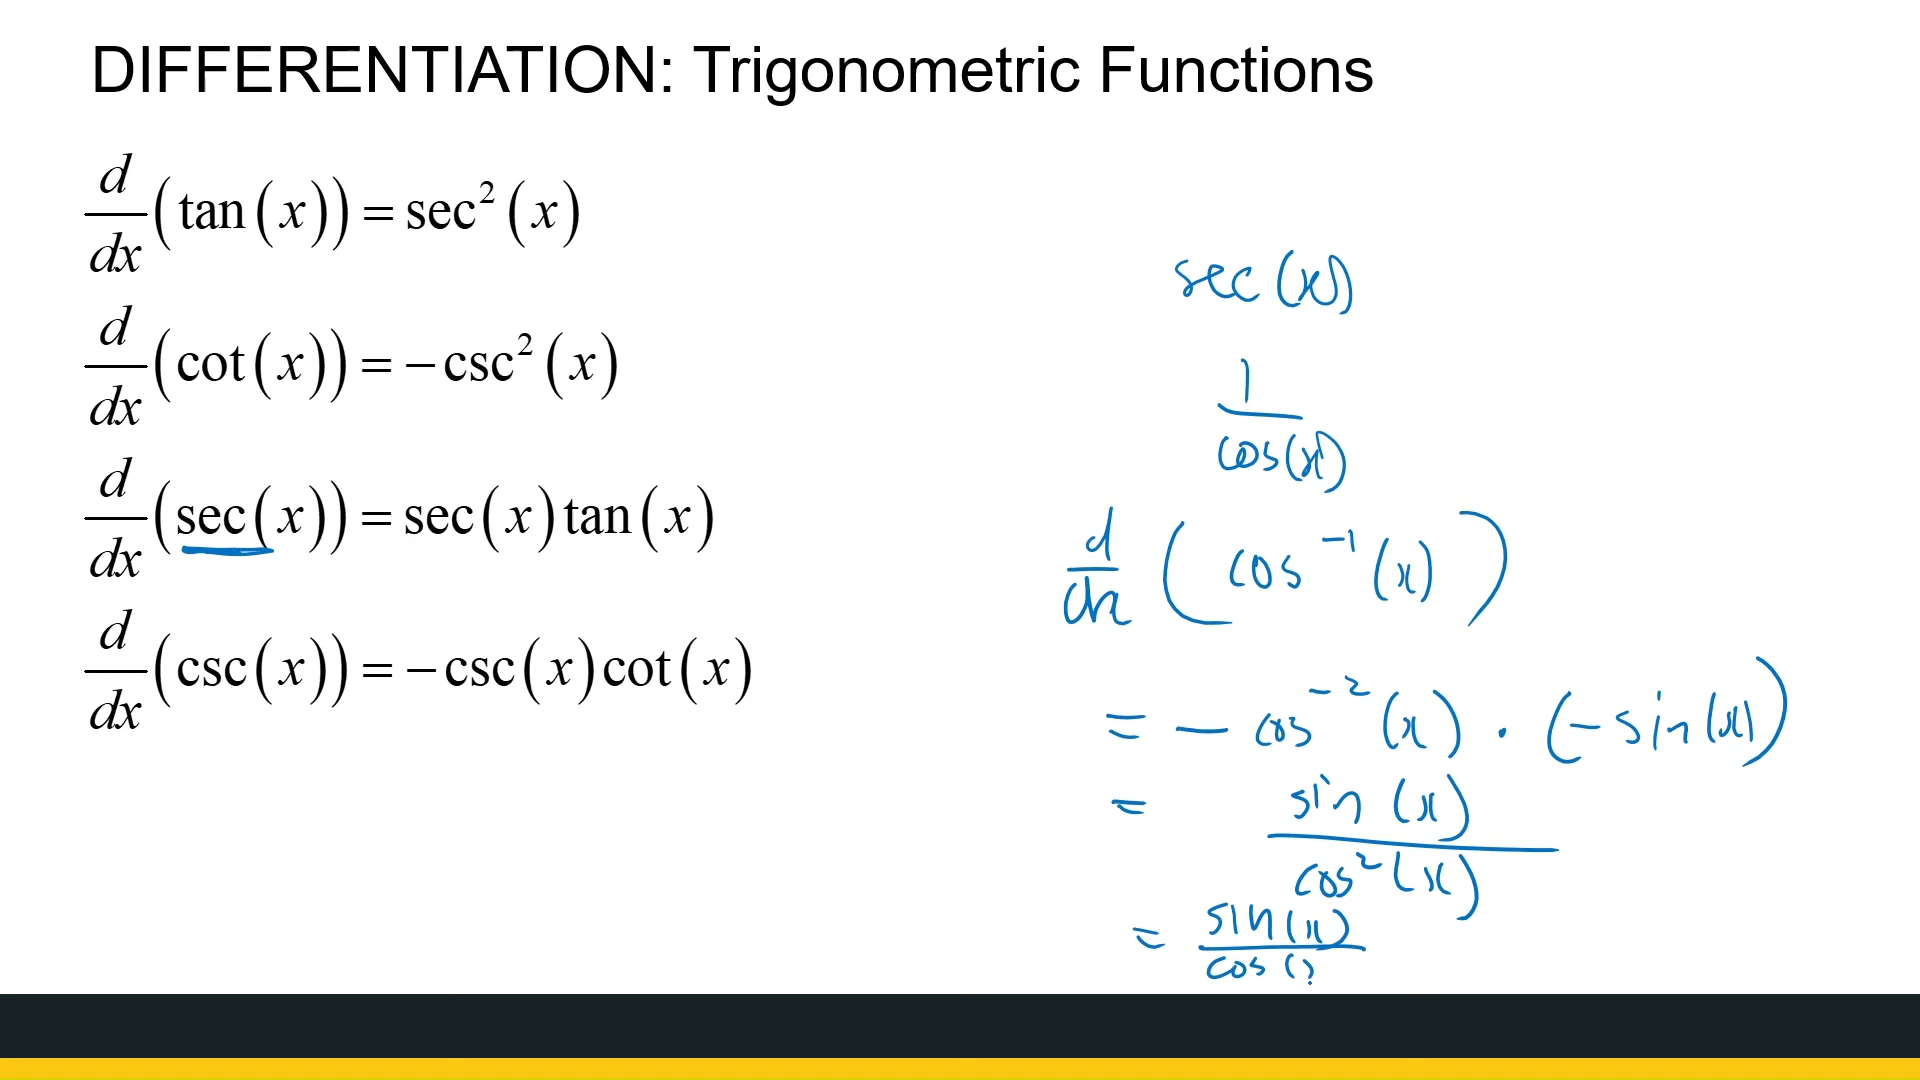 DIFFERENTIATION: Trigonometric Functions
d/dx (tan(x)) = sec²(x)
d/dx (cot(x)) = −csc²(x)
d/dx (sec(x)) = sec(x)tan(x)
d/dx (csc(x)) = −csc(x)cot(x)
sec(x)
1/cos(x)
d/dx (cos⁻¹(x))
= − cos⁻²(x) · (−sin(x))
= sin(x)/cos²(x)
= sin(x)/cos(